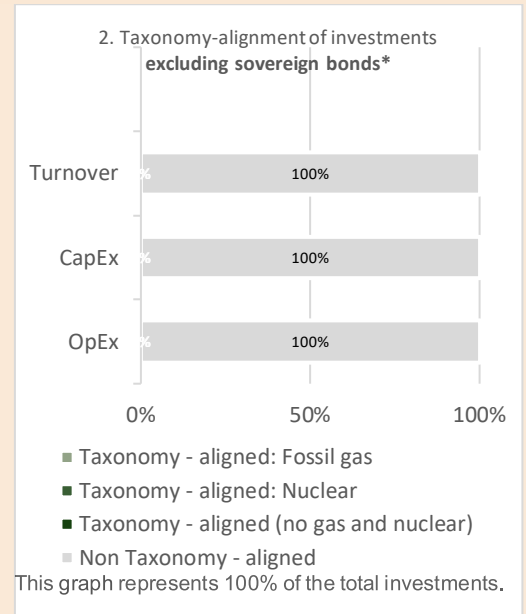 2. Taxonomy-alignment of investments
excluding sovereign bonds*
Turnover % 100%
CapEx % 100%
OpEx % 100%
0% 50% 100%
Taxonomy - aligned: Fossil gas
Taxonomy - aligned: Nuclear
Taxonomy - aligned (no gas and nuclear)
Non Taxonomy - aligned
This graph represents 100% of the total investments.